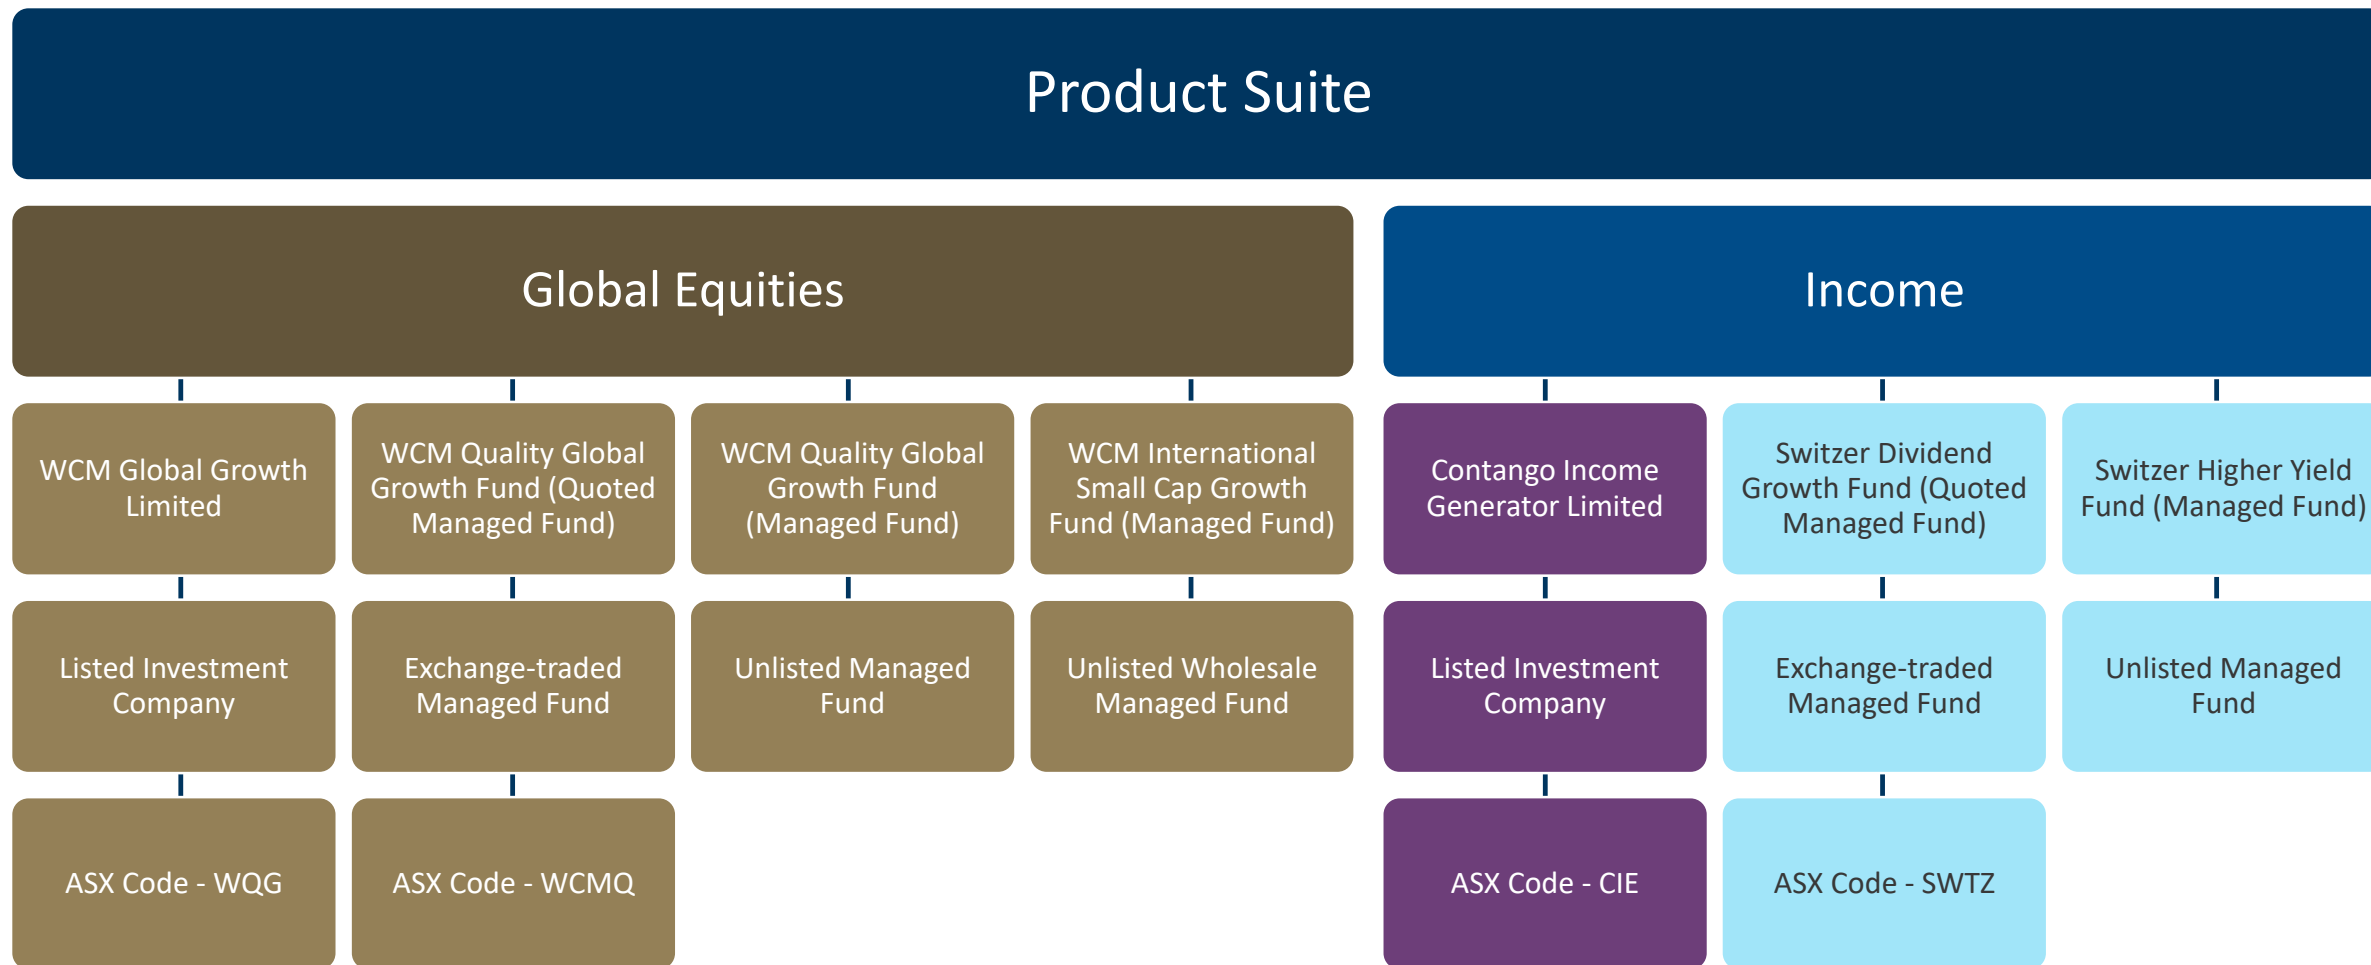 Product Suite
Global Equities
Income
WCM Global Growth
Limited
WCM Quality Global
Growth Fund (Quoted
Managed Fund)
WCM Quality Global
Growth Fund
(Managed Fund)
WCM International
Small Cap Growth
Fund (Managed Fund)
Contango Income
Generator Limited
Switzer Dividend
Growth Fund (Quoted
Managed Fund)
Switzer Higher Yield
Fund (Managed Fund)
Listed Investment
Company
Exchange-traded
Managed Fund
Unlisted Managed
Fund
Unlisted Wholesale
Managed Fund
Listed Investment
Company
Exchange-traded
Managed Fund
Unlisted Managed
Fund
ASX Code - WQG
ASX Code - WCMQ
ASX Code - CIE
ASX Code - SWTZ